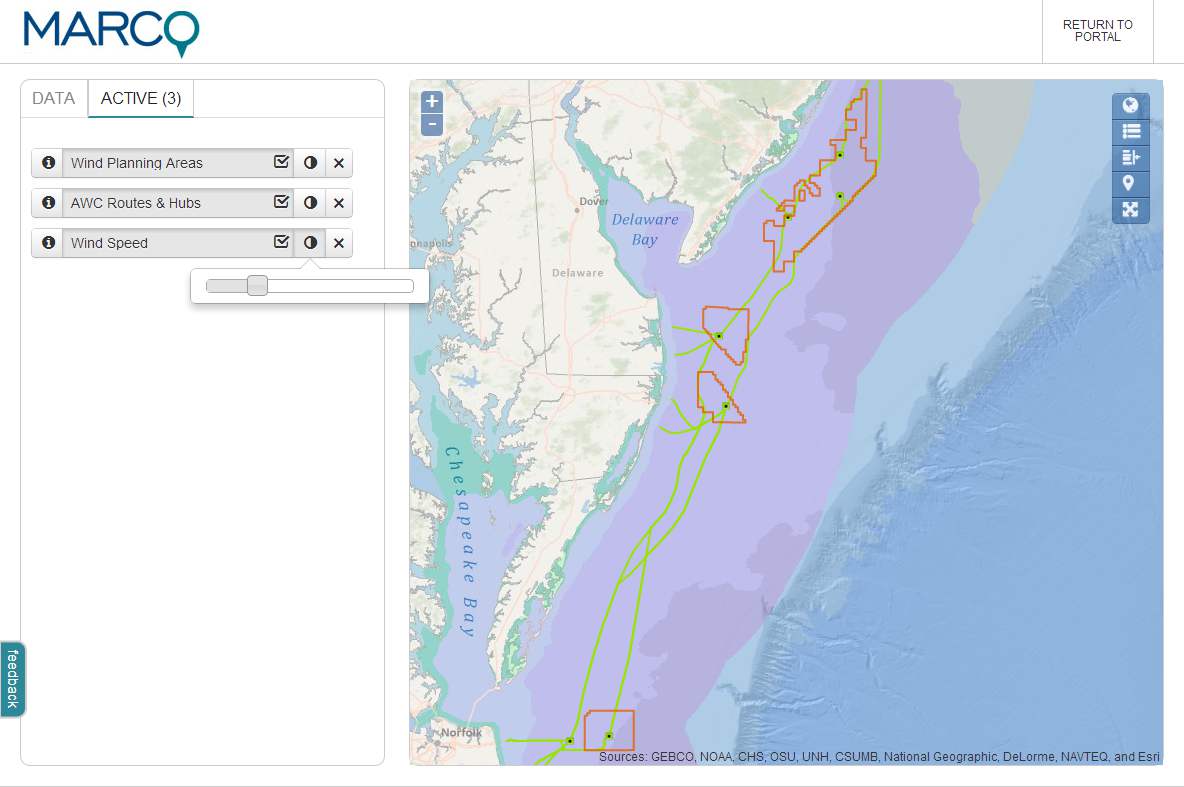 MARCO
RETURN TO
PORTAL
DATA
ACTIVE (3)
Wind Planning Areas
AWC Routes & Hubs
Wind Speed
feedback
+
-
Dover
Delaware
Bay
nnapolis
Delaware
Chesapeake Bay
Norfolk
Sources: GEBCO, NOAA, CHS, OSU, UNH, CSUMB, National Geographic, DeLorme, NAVTEQ, and Esri